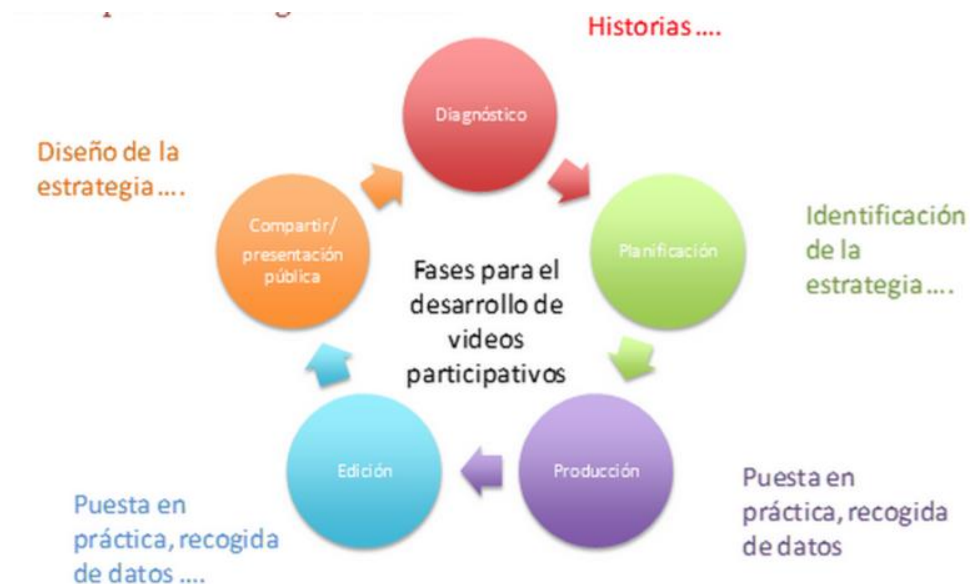 Historias ....
Diagnóstico
Diseño de la
estrategia ....
Compartir/
presentación
pública
Planificación
Identificación
de la
estrategia ....
Fases para el
desarrollo de
videos
participativos
Edición
Producción
Puesta en
práctica, recogida
de datos ....
Puesta en
práctica, recogida
de datos